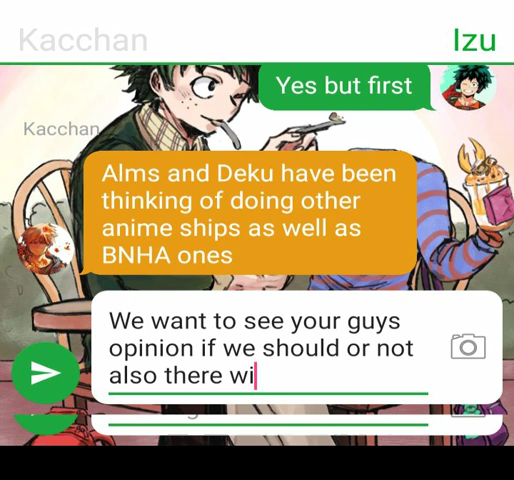 Kacchan
Izu
Yes but first
Kacchan
Alms and Deku have been
thinking of doing other
anime ships as well as
BNHA ones
We want to see your guys
opinion if we should or not
also there wi